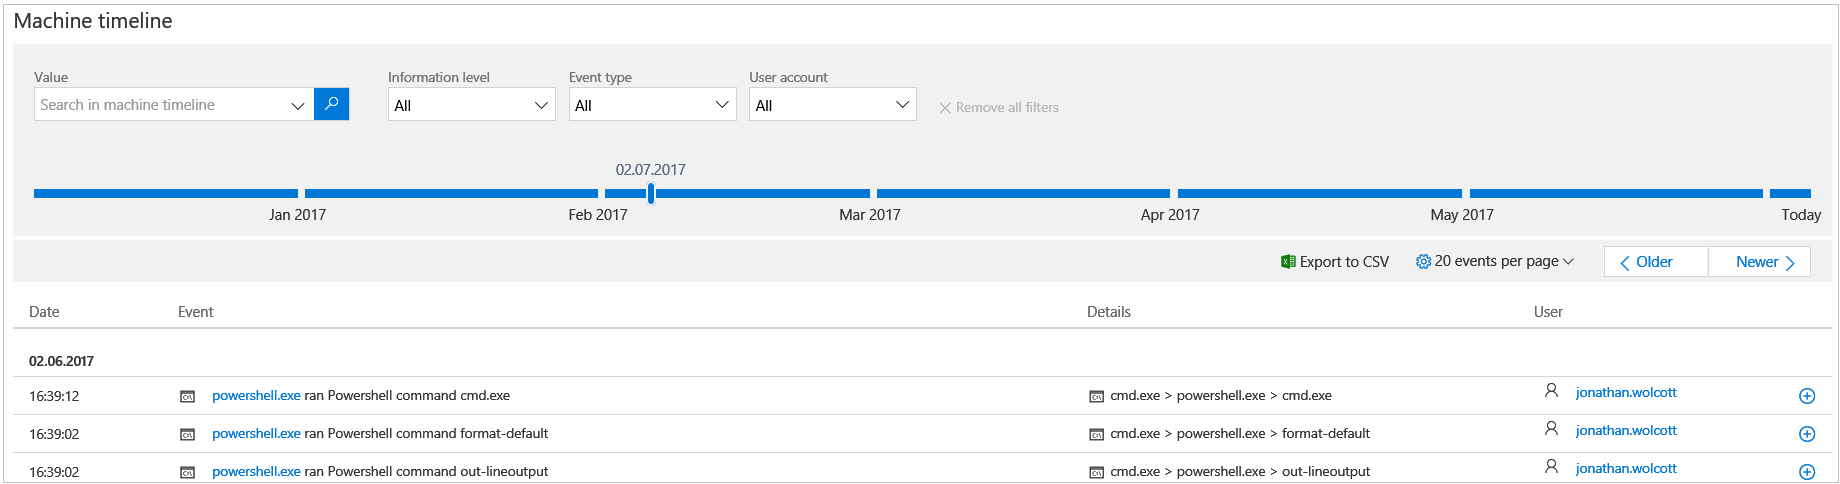 Machine timeline
Value Information level Event type User account
Search in machine timeline All All All Remove all filters
02.07.2017
Jan 2017 Feb 2017 Mar 2017 Apr 2017 May 2017 Today
Export to CSV 20 events per page Older Newer
Date Event Details User
02.06.2017
16:39:12 powershell.exe ran Powershell command cmd.exe cmd.exe > powershell.exe > cmd.exe jonathan.wolcott
16:39:02 powershell.exe ran Powershell command format-default cmd.exe > powershell.exe > format-default jonathan.wolcott
16:39:02 powershell.exe ran Powershell command out-lineoutput cmd.exe > powershell.exe > out-lineoutput jonathan.wolcott